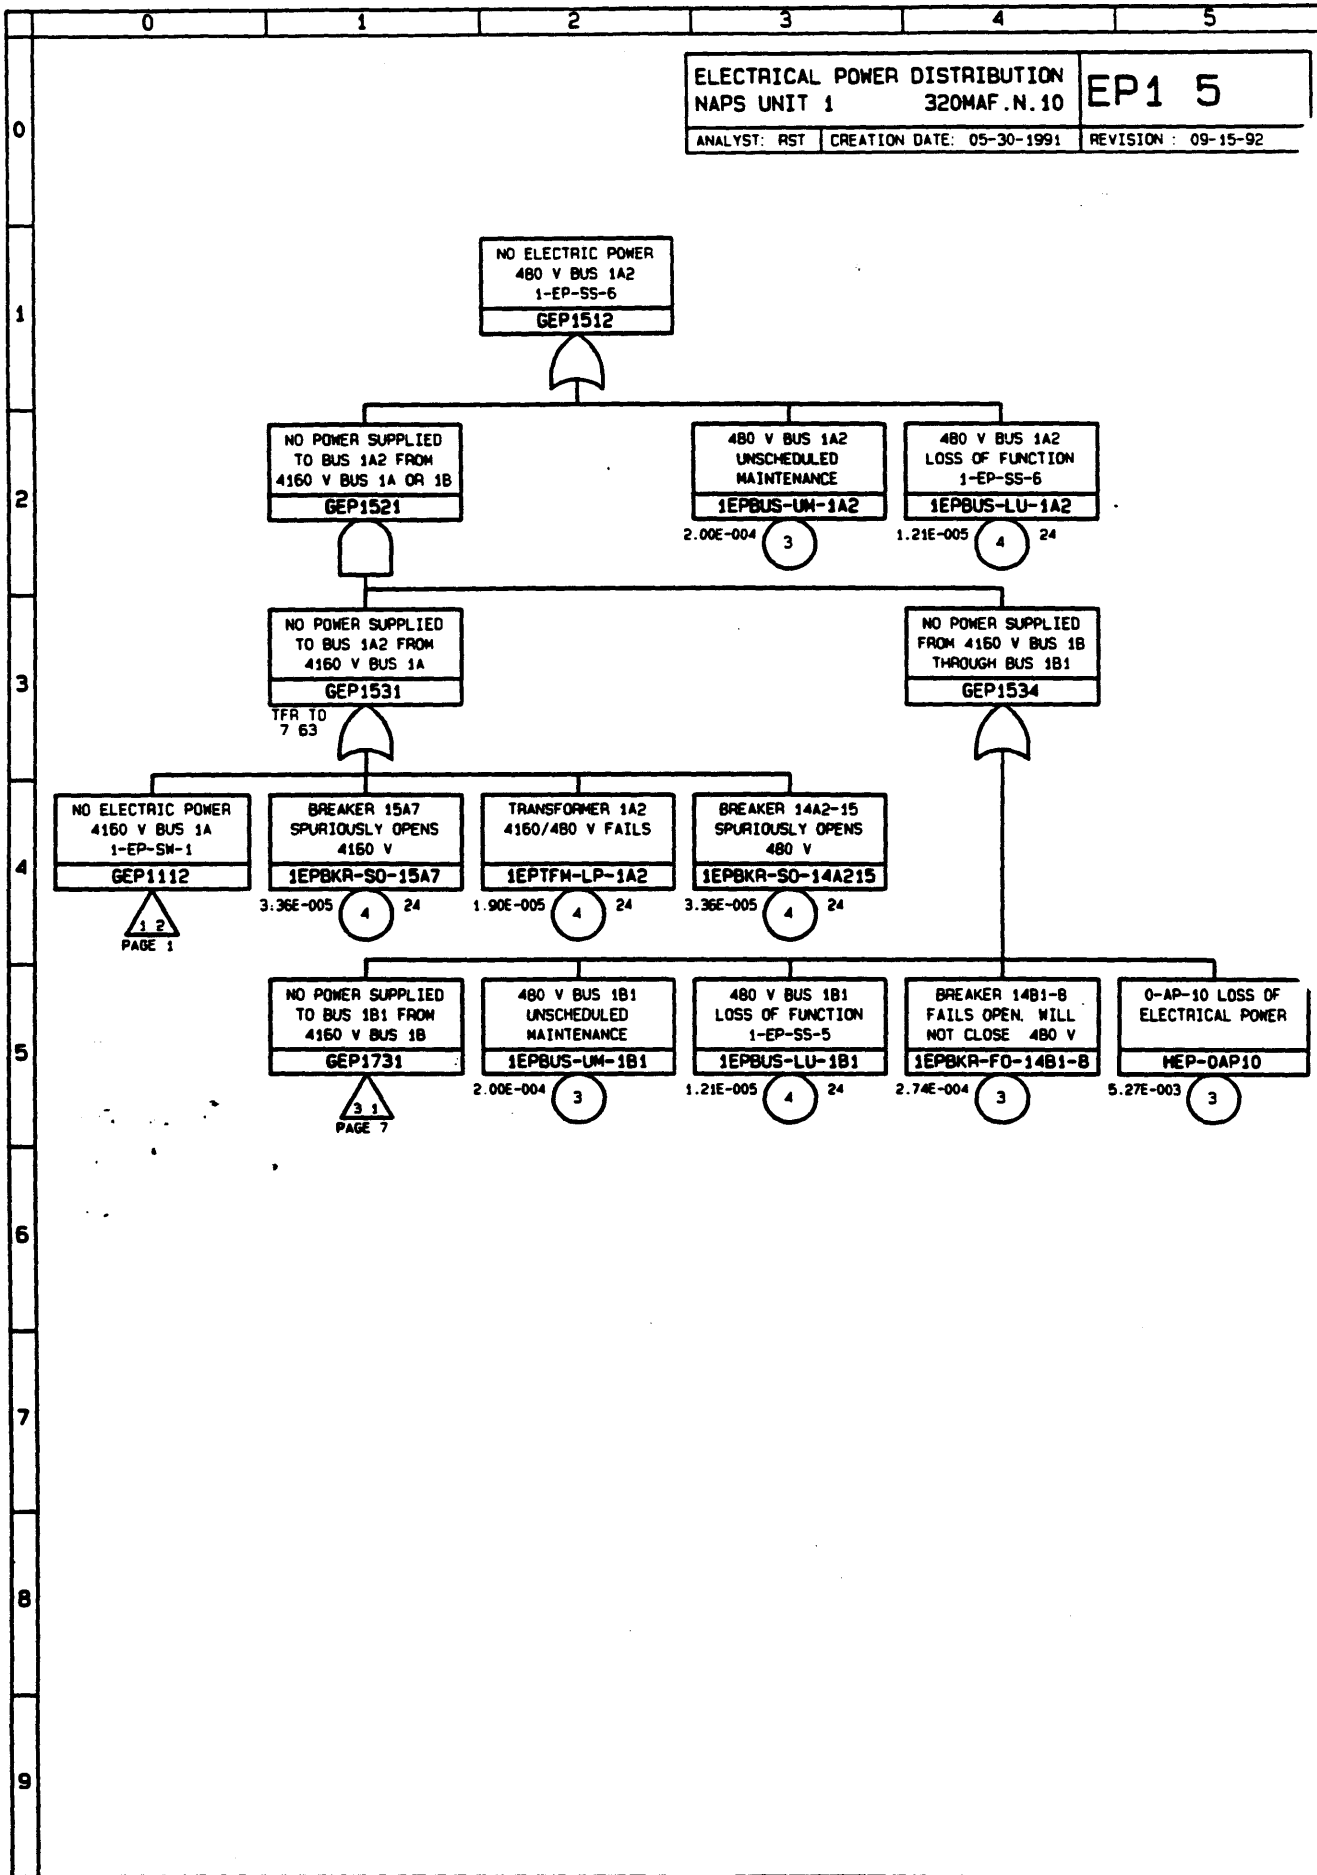 0 1 2 3 4 5
ELECTRICAL POWER DISTRIBUTION
NAPS UNIT 1 320MAF.N.10
EP1 5
ANALYST: RST CREATION DATE: 05-30-1991 REVISION : 09-15-92
0
NO ELECTRIC POWER
480 V BUS 1A2
1-EP-SS-6
GEP1512
1
NO POWER SUPPLIED
TO BUS 1A2 FROM
4160 V BUS 1A OR 1B
GEP1521
480 V BUS 1A2
UNSCHEDULED
MAINTENANCE
1EPBUS-UM-1A2
2.00E-004 3
480 V BUS 1A2
LOSS OF FUNCTION
1-EP-SS-6
1EPBUS-LU-1A2
1.21E-005 4 24
2
NO POWER SUPPLIED
TO BUS 1A2 FROM
4160 V BUS 1A
GEP1531
TFR TO
7 63
NO POWER SUPPLIED
FROM 4160 V BUS 1B
THROUGH BUS 1B1
GEP1534
3
NO ELECTRIC POWER
4160 V BUS 1A
1-EP-SW-1
GEP1112
1 2
PAGE 1
BREAKER 15A7
SPURIOUSLY OPENS
4160 V
1EPBKR-SO-15A7
3.36E-005 4 24
TRANSFORMER 1A2
4160/480 V FAILS
1EPTFM-LP-1A2
1.90E-005 4 24
BREAKER 14A2-15
SPURIOUSLY OPENS
480 V
1EPBKR-SO-14A215
3.36E-005 4 24
4
NO POWER SUPPLIED
TO BUS 1B1 FROM
4160 V BUS 1B
GEP1731
3 1
PAGE 7
480 V BUS 1B1
UNSCHEDULED
MAINTENANCE
1EPBUS-UM-1B1
2.00E-004 3
480 V BUS 1B1
LOSS OF FUNCTION
1-EP-SS-5
1EPBUS-LU-1B1
1.21E-005 4 24
BREAKER 14B1-8
FAILS OPEN. WILL
NOT CLOSE 480 V
1EPBKR-FO-14B1-8
2.74E-004 3
0-AP-10 LOSS OF
ELECTRICAL POWER
HEP-0AP10
5.27E-003 3
5
6
7
8
9